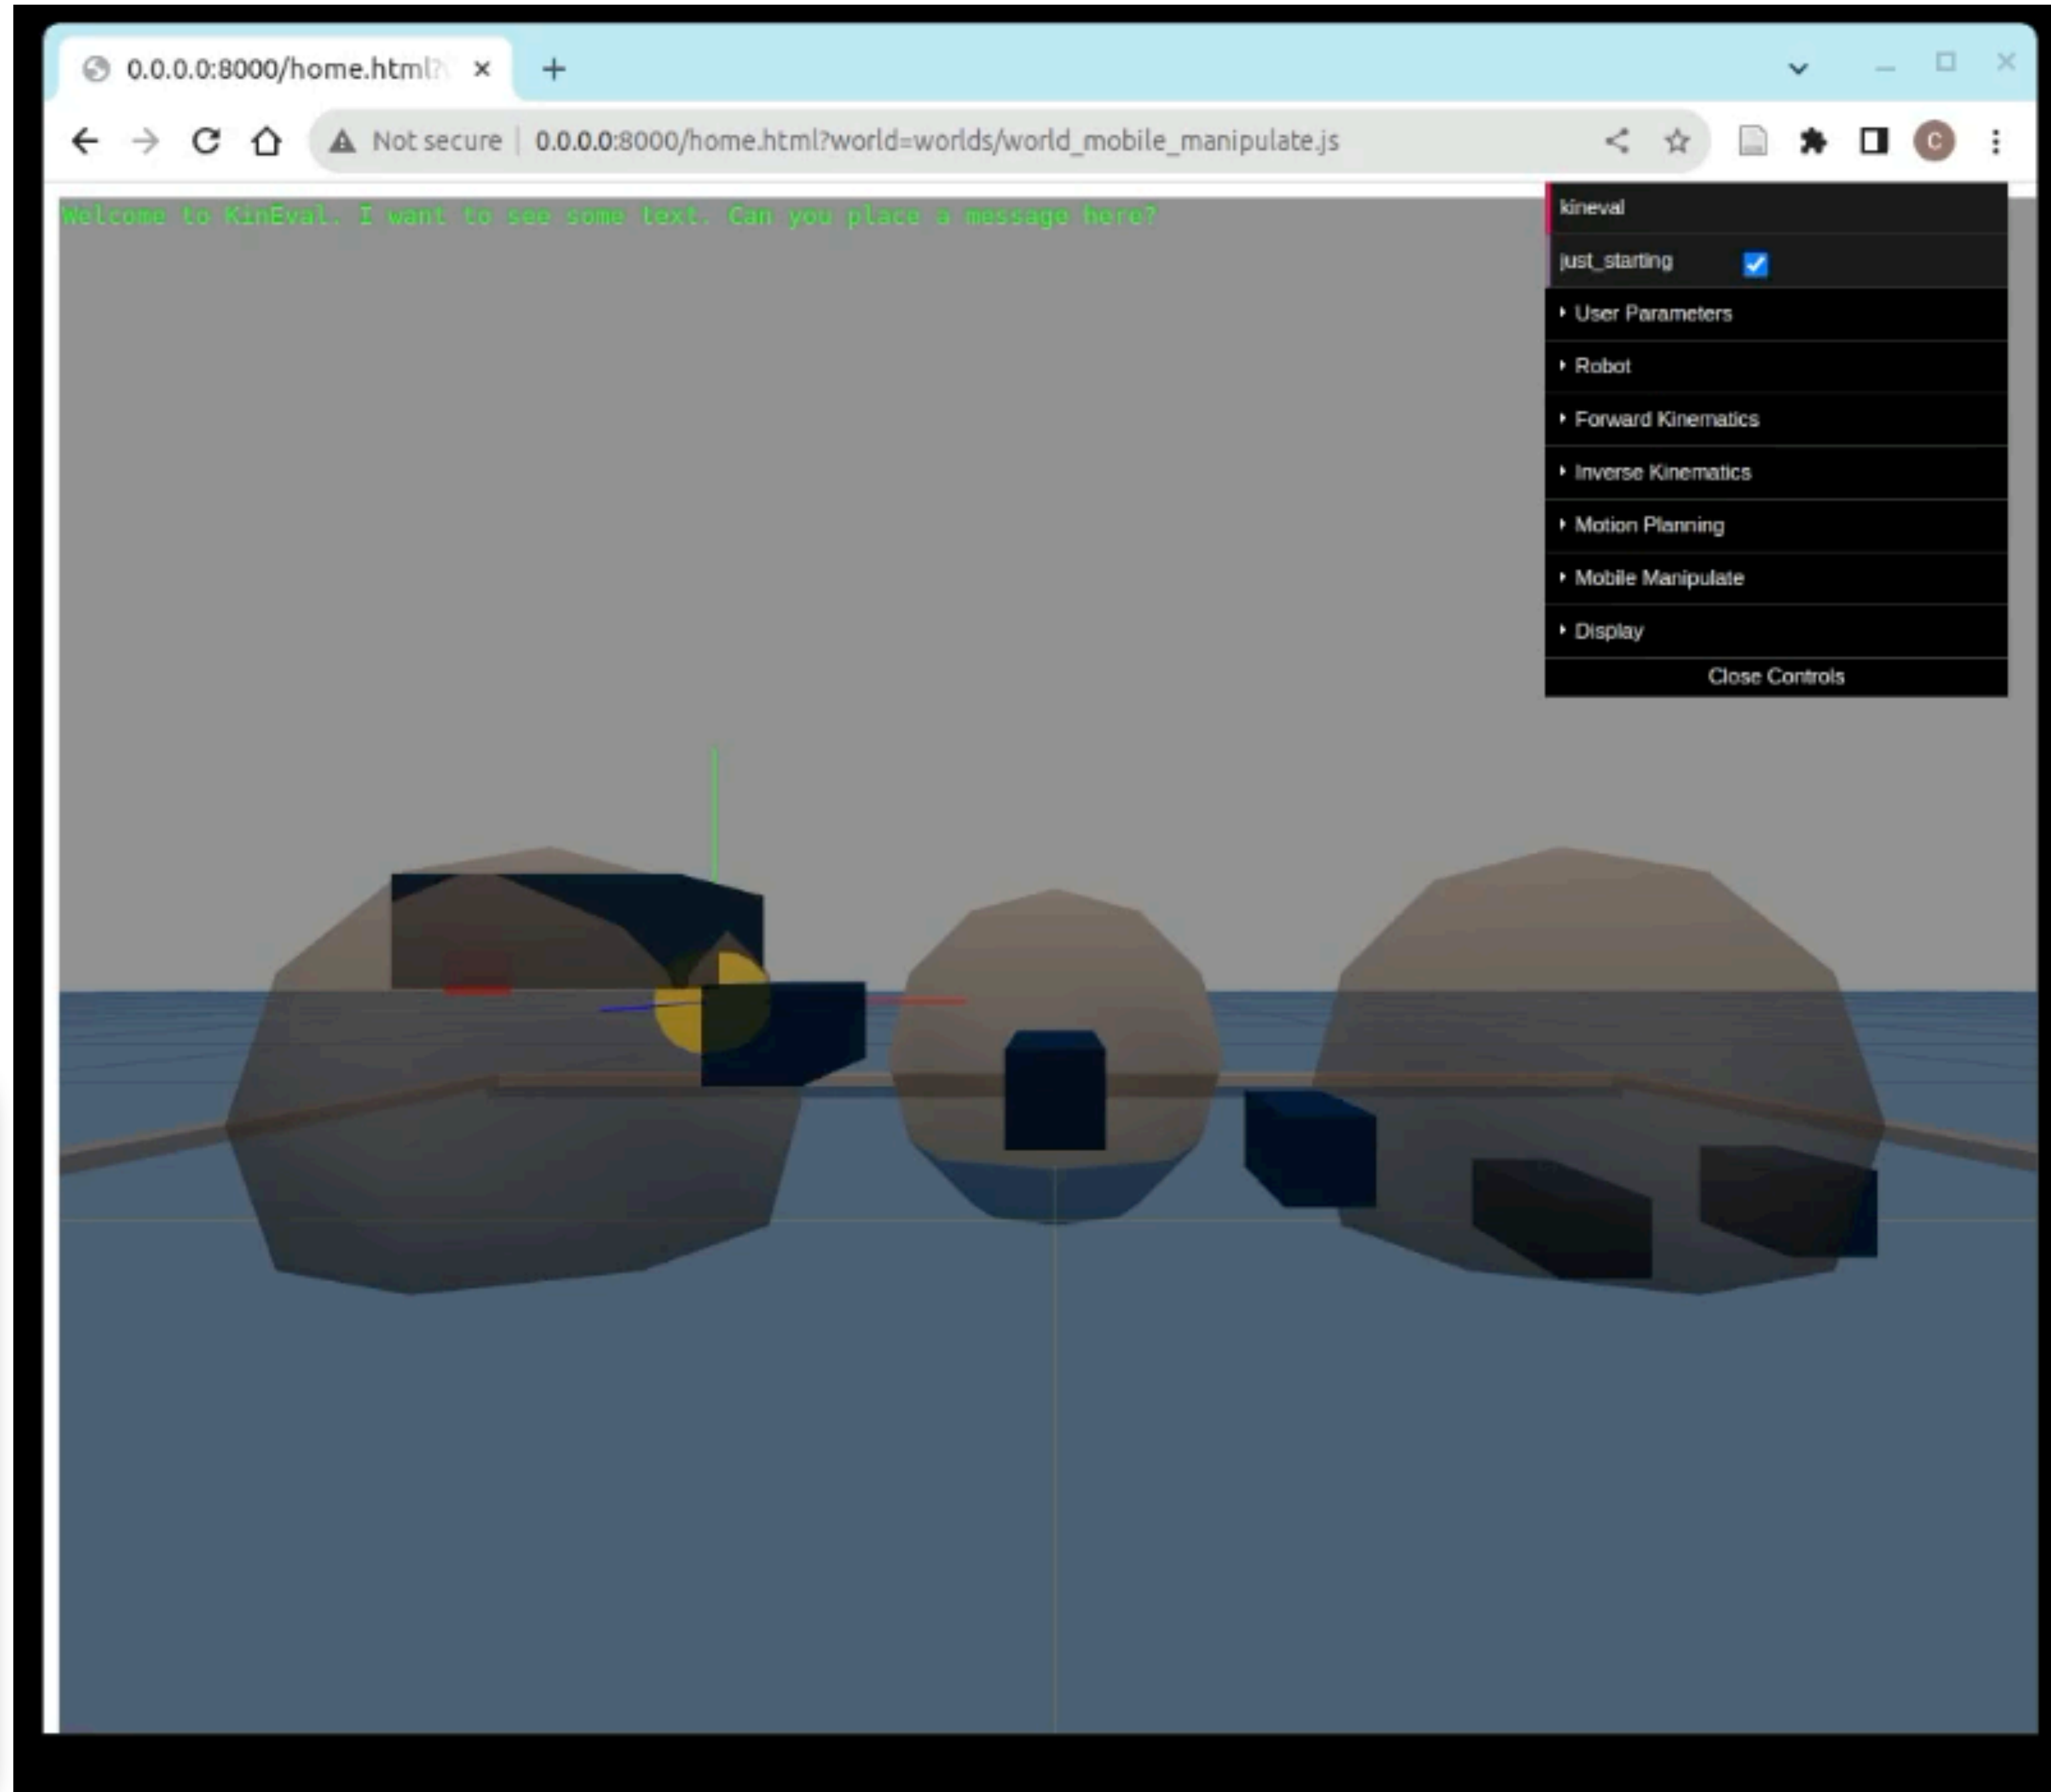 0.0.0.0:8000/home.html?
Not secure | 0.0.0.0:8000/home.html?world=worlds/world_mobile_manipulate.js
C
Welcome to KinEval. I want to see some text. Can you place a message here?
kineval
just_starting
User Parameters
Robot
Forward Kinematics
Inverse Kinematics
Motion Planning
Mobile Manipulate
Display
Close Controls